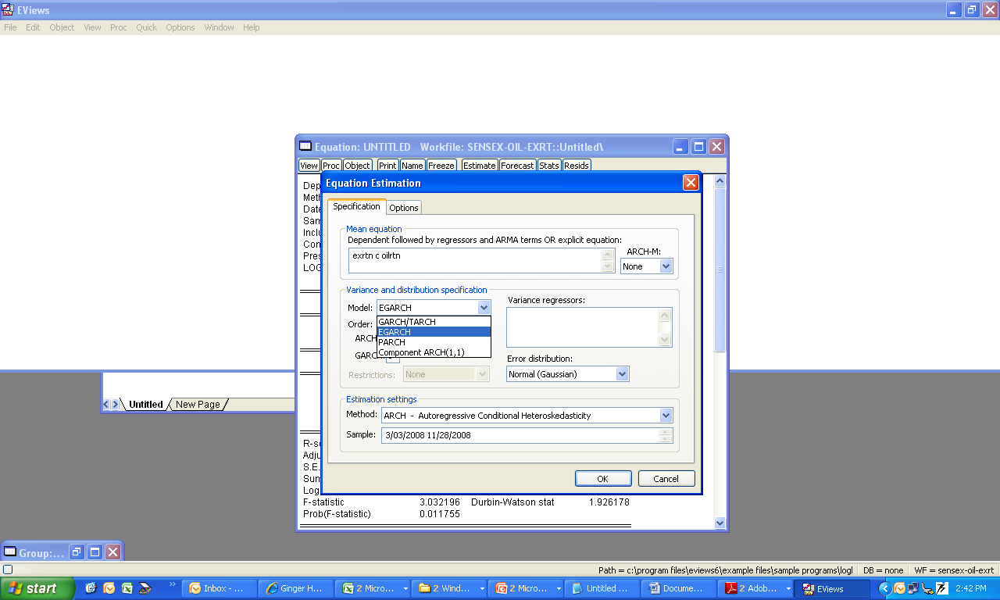 EViews
File Edit Object View Proc Quick Options Window Help
Equation: UNTITLED Workfile: SENSEX-OIL-EXRT::Untitled\
View Proc Object Print Name Freeze Estimate Forecast Stats Resids
Equation Estimation
Specification Options
Mean equation
Dependent followed by regressors and ARMA terms OR explicit equation:
exrtn c oilrtn
ARCH-M:
None
Variance and distribution specification
Model: EGARCH
GARCH/TARCH
EGARCH
PARCH
Component ARCH(1,1)
Order:
ARCH
GARCH
Restrictions: None
Variance regressors:
Error distribution:
Normal (Gaussian)
Estimation settings
Method: ARCH - Autoregressive Conditional Heteroskedasticity
Sample: 3/03/2008 11/28/2008
OK Cancel
Dep
Meth
Date
Sam
Inclu
Con
Pres
LOG
R-s
Adju
S.E.
Sum
Log
F-statistic 3.032196 Durbin-Watson stat 1.926178
Prob(F-statistic) 0.011755
Untitled New Page
Group:...
Path = c:\program files\eviews6\example files\sample programs\logl DB = none WF = sensex-oil-exrt
start Inbox - ... Ginger H... 2 Micro... 2 Wind... 2 Micro... Untitled ... Docume... 2 Adob... EViews 2:42 PM